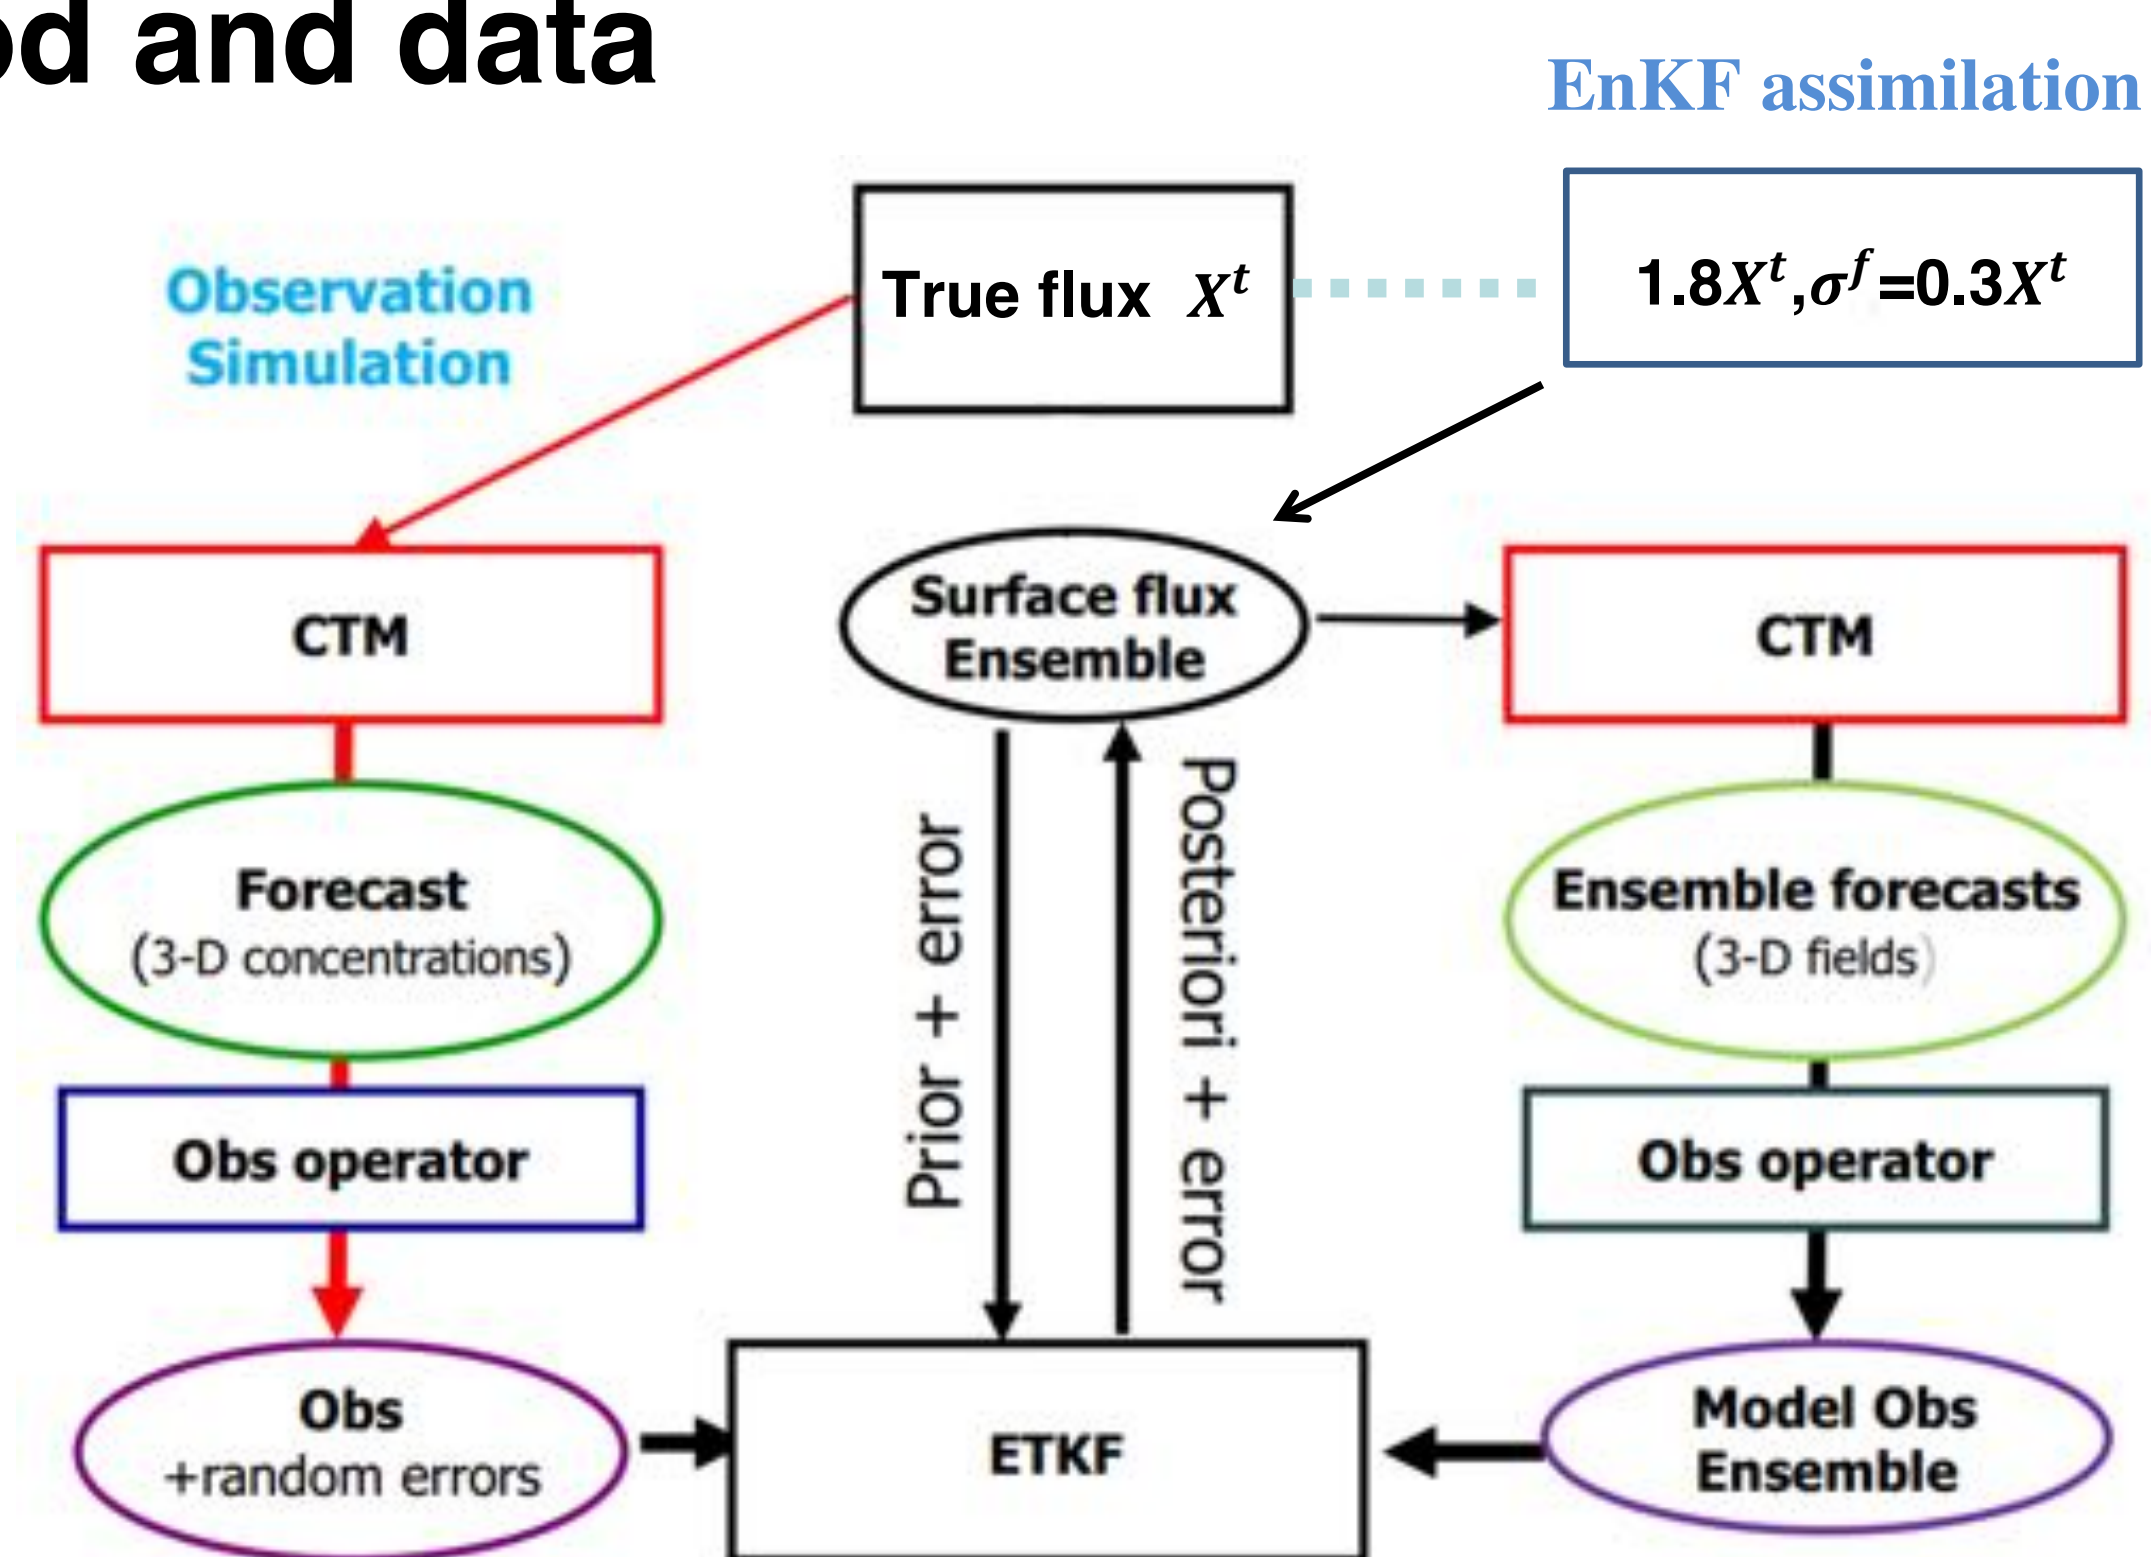 od and data
EnKF assimilation
Observation
Simulation
True flux Xᵗ
1.8Xᵗ,σᶠ=0.3Xᵗ
CTM
Surface flux
Ensemble
CTM
Forecast
(3-D concentrations)
Prior + error
Posteriori + error
Ensemble forecasts
(3-D fields)
Obs operator
Obs operator
Obs
+random errors
ETKF
Model Obs
Ensemble